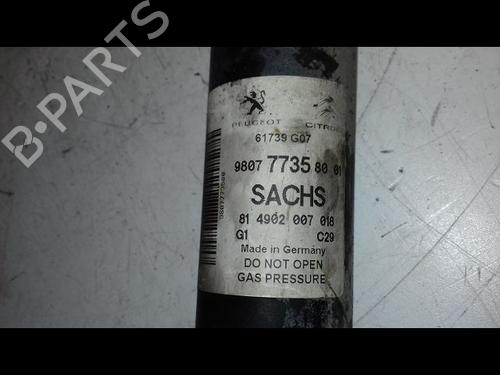 B-PARTS
PEUGEOT CITRO
61739 G07
9807 7735 80 01
SACHS
81 4902 007 018
G1 C29
Made in Germany
DO NOT OPEN
GAS PRESSURE